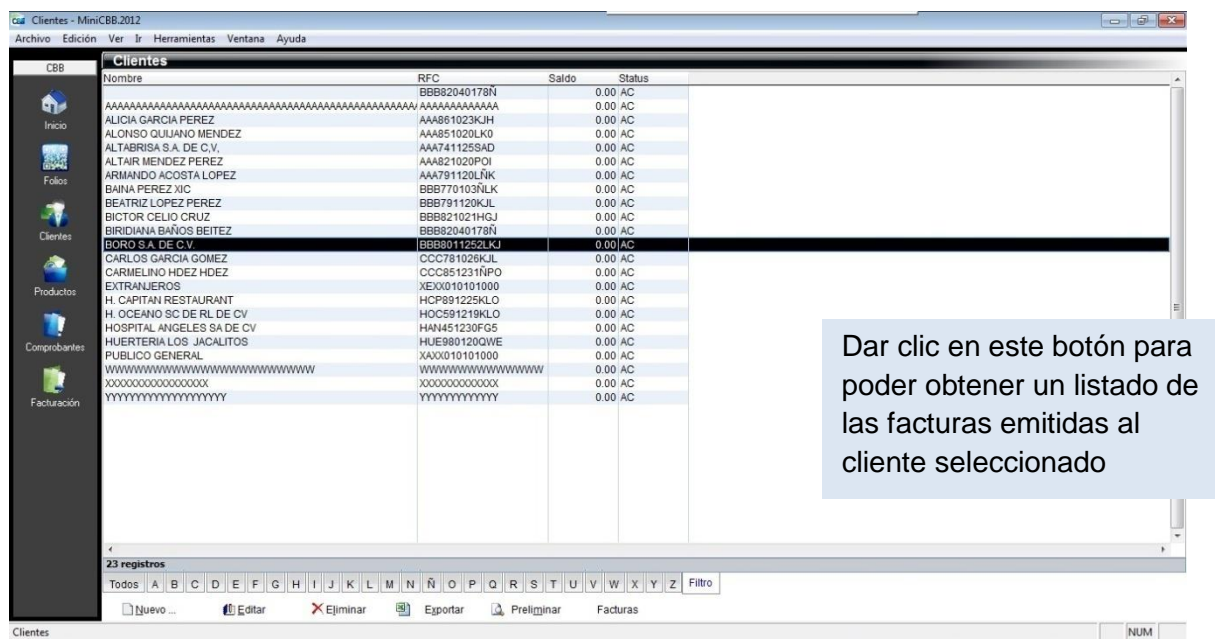 CBB Clientes - MiniCBB.2012
Archivo Edición Ver Ir Herramientas Ventana Ayuda
CBB
Inicio
Folios
Clientes
Productos
Comprobantes
Facturación
Clientes
Nombre RFC Saldo Status
BBB82040178Ñ 0.00 AC
0.00 AC
ALICIA GARCIA PEREZ AAA861023KJH 0.00 AC
ALONSO QUIJANO MENDEZ AAA851020LK0 0.00 AC
ALTABRISA S.A. DE C,V, AAA741125SAD 0.00 AC
ALTAIR MENDEZ PEREZ AAA821020POI 0.00 AC
ARMANDO ACOSTA LOPEZ AAA791120LÑK 0.00 AC
BAINA PEREZ XIC BBB770103ÑLK 0.00 AC
BEATRIZ LOPEZ PEREZ BBB791120KJL 0.00 AC
BICTOR CELIO CRUZ BBB821021HGJ 0.00 AC
BIRIDIANA BAÑOS BEITEZ BBB82040178Ñ 0.00 AC
BORO S.A. DE C.V. BBB8011252LKJ 0.00 AC
CARLOS GARCIA GOMEZ CCC781026KJL 0.00 AC
CARMELINO HDEZ HDEZ CCC851231ÑPO 0.00 AC
EXTRANJEROS XEXX010101000 0.00 AC
H. CAPITAN RESTAURANT HCP891225KLO 0.00 AC
H. OCEANO SC DE RL DE CV HOC591219KLO 0.00 AC
HOSPITAL ANGELES SA DE CV HAN451230FG5 0.00 AC
HUERTERIA LOS JACALITOS HUE980120QWE 0.00 AC
PUBLICO GENERAL XAXX010101000 0.00 AC
0.00 AC
0.00 AC
0.00 AC
Dar clic en este botón para
poder obtener un listado de
las facturas emitidas al
cliente seleccionado
23 registros
Todos A B C D E F G H I J K L M N Ñ O P Q R S T U V W X Y Z Filtro
Nuevo ... Editar Eliminar Exportar Preliminar Facturas
Clientes NUM